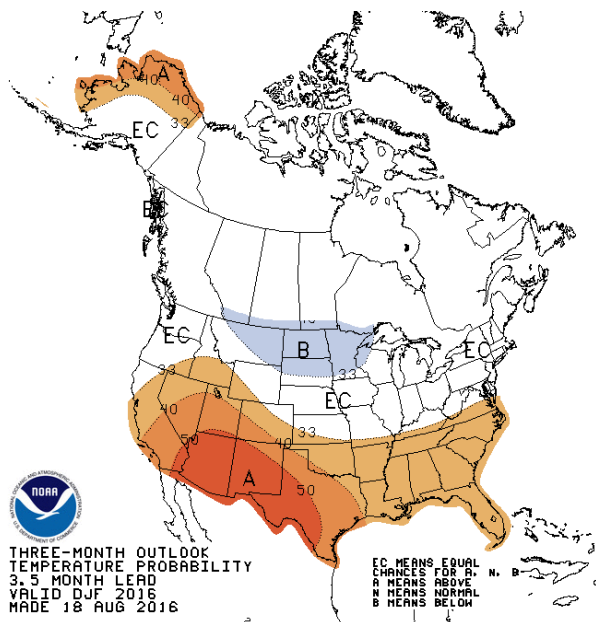 A
40
40
33
EC
EC
EC
B
EC
33
33
EC
33
40
40
50
A
50
NATIONAL OCEANIC AND ATMOSPHERIC ADMINISTRATION
NOAA
U.S. DEPARTMENT OF COMMERCE
THREE-MONTH OUTLOOK
TEMPERATURE PROBABILITY
3.5 MONTH LEAD
VALID DJF 2016
MADE 18 AUG 2016
EC MEANS EQUAL
CHANCES FOR A, N, B
A MEANS ABOVE
N MEANS NORMAL
B MEANS BELOW